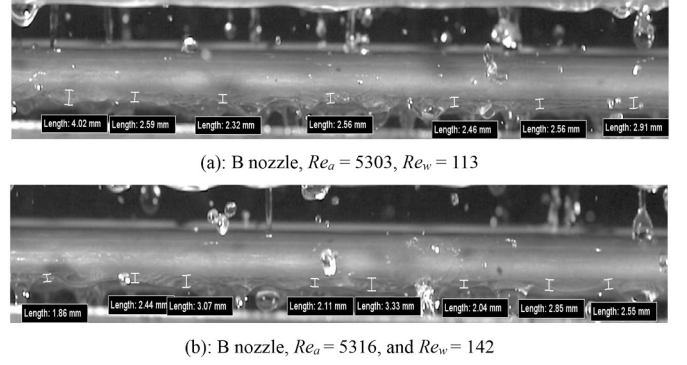 Length: 4.02 mm
Length: 2.59 mm
Length: 2.32 mm
Length: 2.56 mm
Length: 2.46 mm
Length: 2.56 mm
Length: 2.91 mm
(a): B nozzle, Reₐ = 5303, Re_w = 113
Length: 1.86 mm
Length: 2.44 mm
Length: 3.07 mm
Length: 2.11 mm
Length: 3.33 mm
Length: 2.04 mm
Length: 2.85 mm
Length: 2.55 mm
(b): B nozzle, Reₐ = 5316, and Re_w = 142